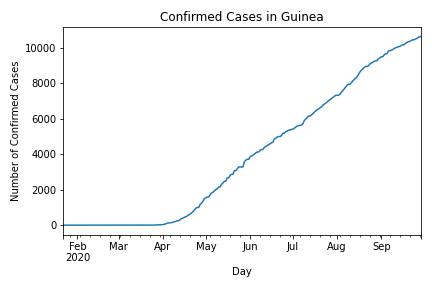 Confirmed Cases in Guinea
Number of Confirmed Cases
10000
8000
6000
4000
2000
0
Feb Mar Apr May Jun Jul Aug Sep
2020
Day